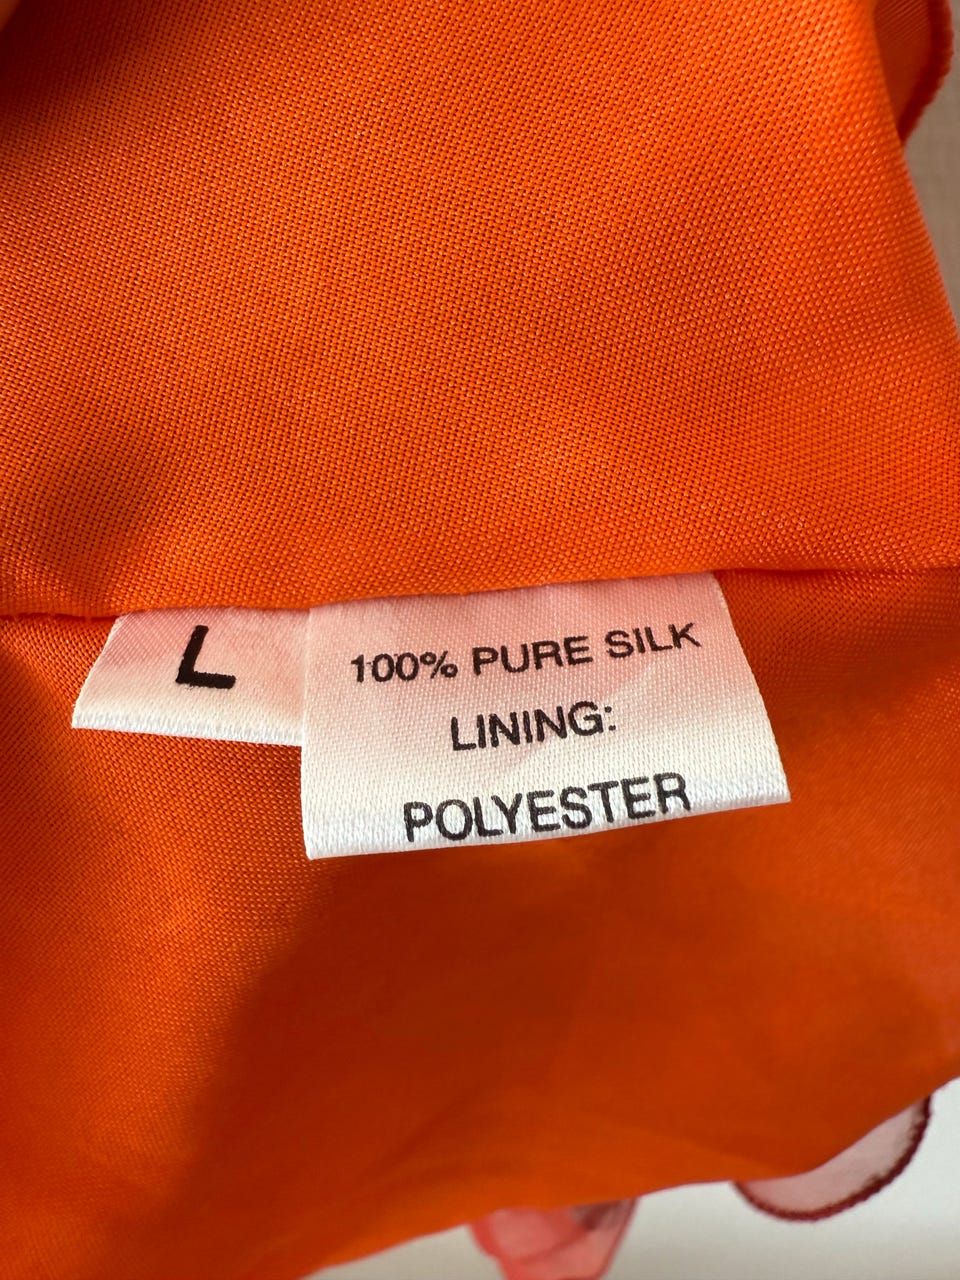 L
100% PURE SILK
LINING:
POLYESTER